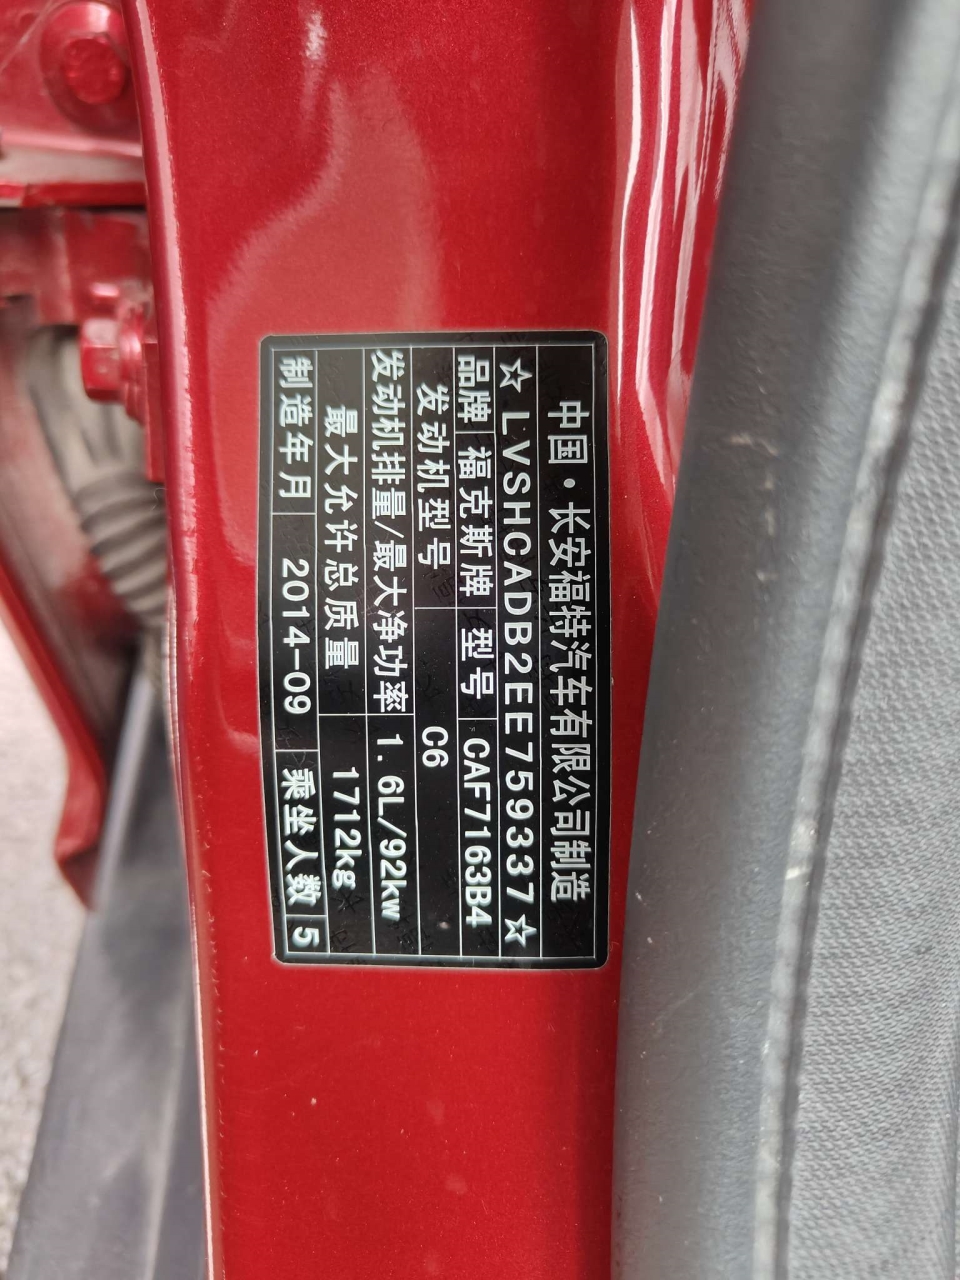 中国·长安福特汽车有限公司制造
☆LVSHCADB2EE759337☆
品牌 福克斯牌 型号 CAF7163B4
发动机型号 C6
发动机排量/最大净功率 1.6L/92kw
最大允许总质量 1712kg
制造年月 2014-09 乘坐人数 5